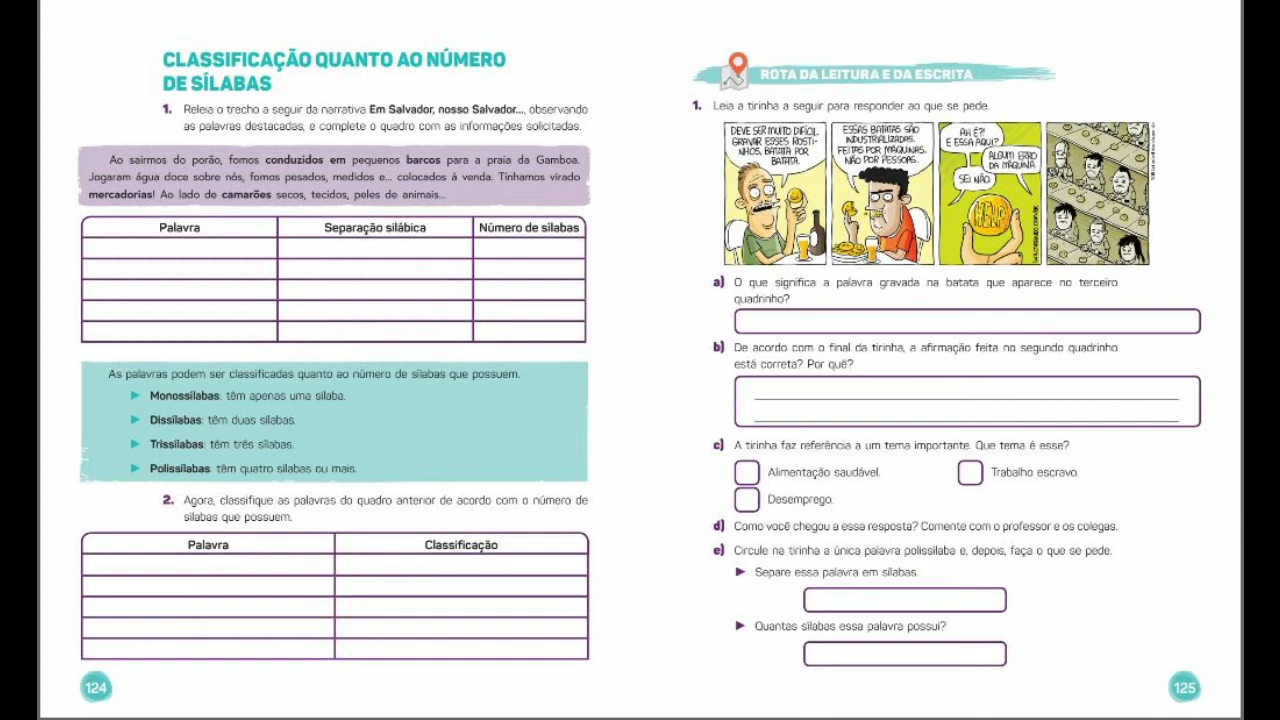 CLASSIFICAÇÃO QUANTO AO NÚMERO
DE SÍLABAS
1. Releia o trecho a seguir da narrativa Em Salvador, nosso Salvador..., observando
as palavras destacadas, e complete o quadro com as informações solicitadas.
Ao sairmos do porão, fomos conduzidos em pequenos barcos para a praia da Gamboa.
Jogaram água doce sobre nós, fomos pesados, medidos e... colocados à venda. Tínhamos virado
mercadorias! Ao lado de camarões secos, tecidos, peles de animais...
Palavra Separação silábica Número de sílabas
As palavras podem ser classificadas quanto ao número de sílabas que possuem.
Monossílabas: têm apenas uma sílaba.
Dissílabas: têm duas sílabas.
Trissílabas: têm três sílabas.
Polissílabas: têm quatro sílabas ou mais.
2. Agora, classifique as palavras do quadro anterior de acordo com o número de
sílabas que possuem.
Palavra Classificação
124
ROTA DA LEITURA E DA ESCRITA
1. Leia a tirinha a seguir para responder ao que se pede.
DEVE SER MUITO DIFÍCIL
GRAVAR ESSES ROSTI-
NHOS, BATATA POR
BATATA.
ESSAS BATATAS SÃO
INDUSTRIALIZADAS.
FEITAS POR MÁQUINAS.
NÃO POR PESSOAS.
AH É?!
E ESSA AQUI?
ALGUM ERRO
DA MÁQUINA.
SEI NÃO.
HELP
a) O que significa a palavra gravada na batata que aparece no terceiro
quadrinho?
b) De acordo com o final da tirinha, a afirmação feita no segundo quadrinho
está correta? Por quê?
c) A tirinha faz referência a um tema importante. Que tema é esse?
Alimentação saudável. Trabalho escravo.
Desemprego.
d) Como você chegou a essa resposta? Comente com o professor e os colegas.
e) Circule na tirinha a única palavra polissílaba e, depois, faça o que se pede.
Separe essa palavra em sílabas.
Quantas sílabas essa palavra possui?
125